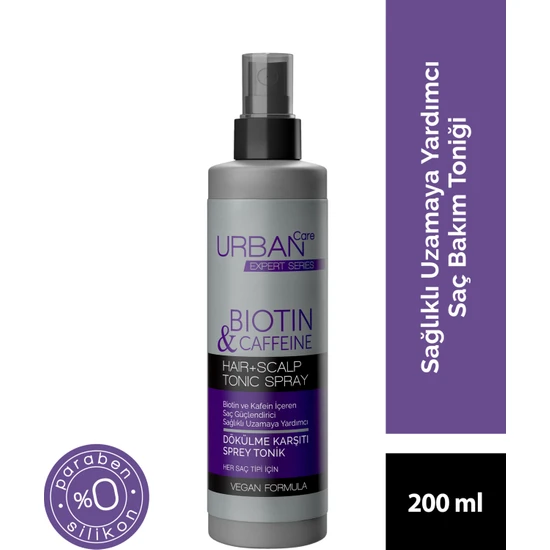 URBAN Care
EXPERT SERIES
BIOTIN
& CAFFEINE
HAIR+SCALP
TONIC SPRAY
Biotin ve Kafein İçeren
Saç Güçlendirici
Sağlıklı Uzamaya Yardımcı
DÖKÜLME KARŞITI
SPREY TONİK
HER SAÇ TİPİ İÇİN
VEGAN FORMULA
paraben
%0
silikon
Sağlıklı Uzamaya Yardımcı
Saç Bakım Toniği
200 ml